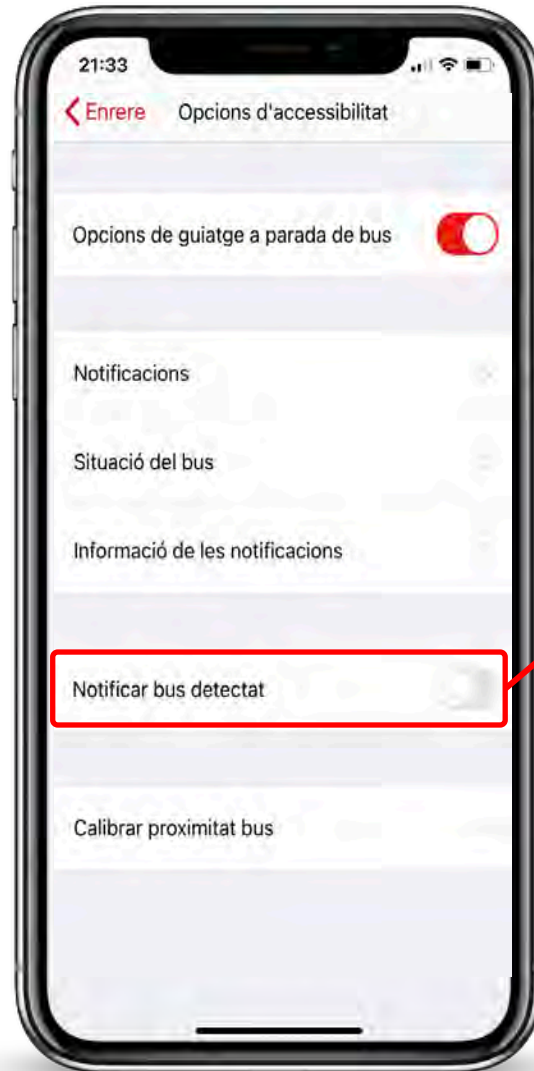 21:33
Enrere Opcions d'accessibilitat
Opcions de guiatge a parada de bus
Notificacions
Situació del bus
Informació de les notificacions
Notificar bus detectat
Calibrar proximitat bus